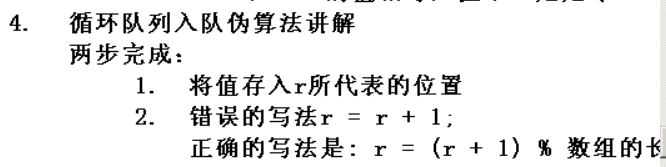 4. 循环队列入队伪算法讲解
两步完成：
1. 将值存入r所代表的位置
2. 错误的写法r = r + 1;
正确的写法是: r = (r + 1) % 数组的长